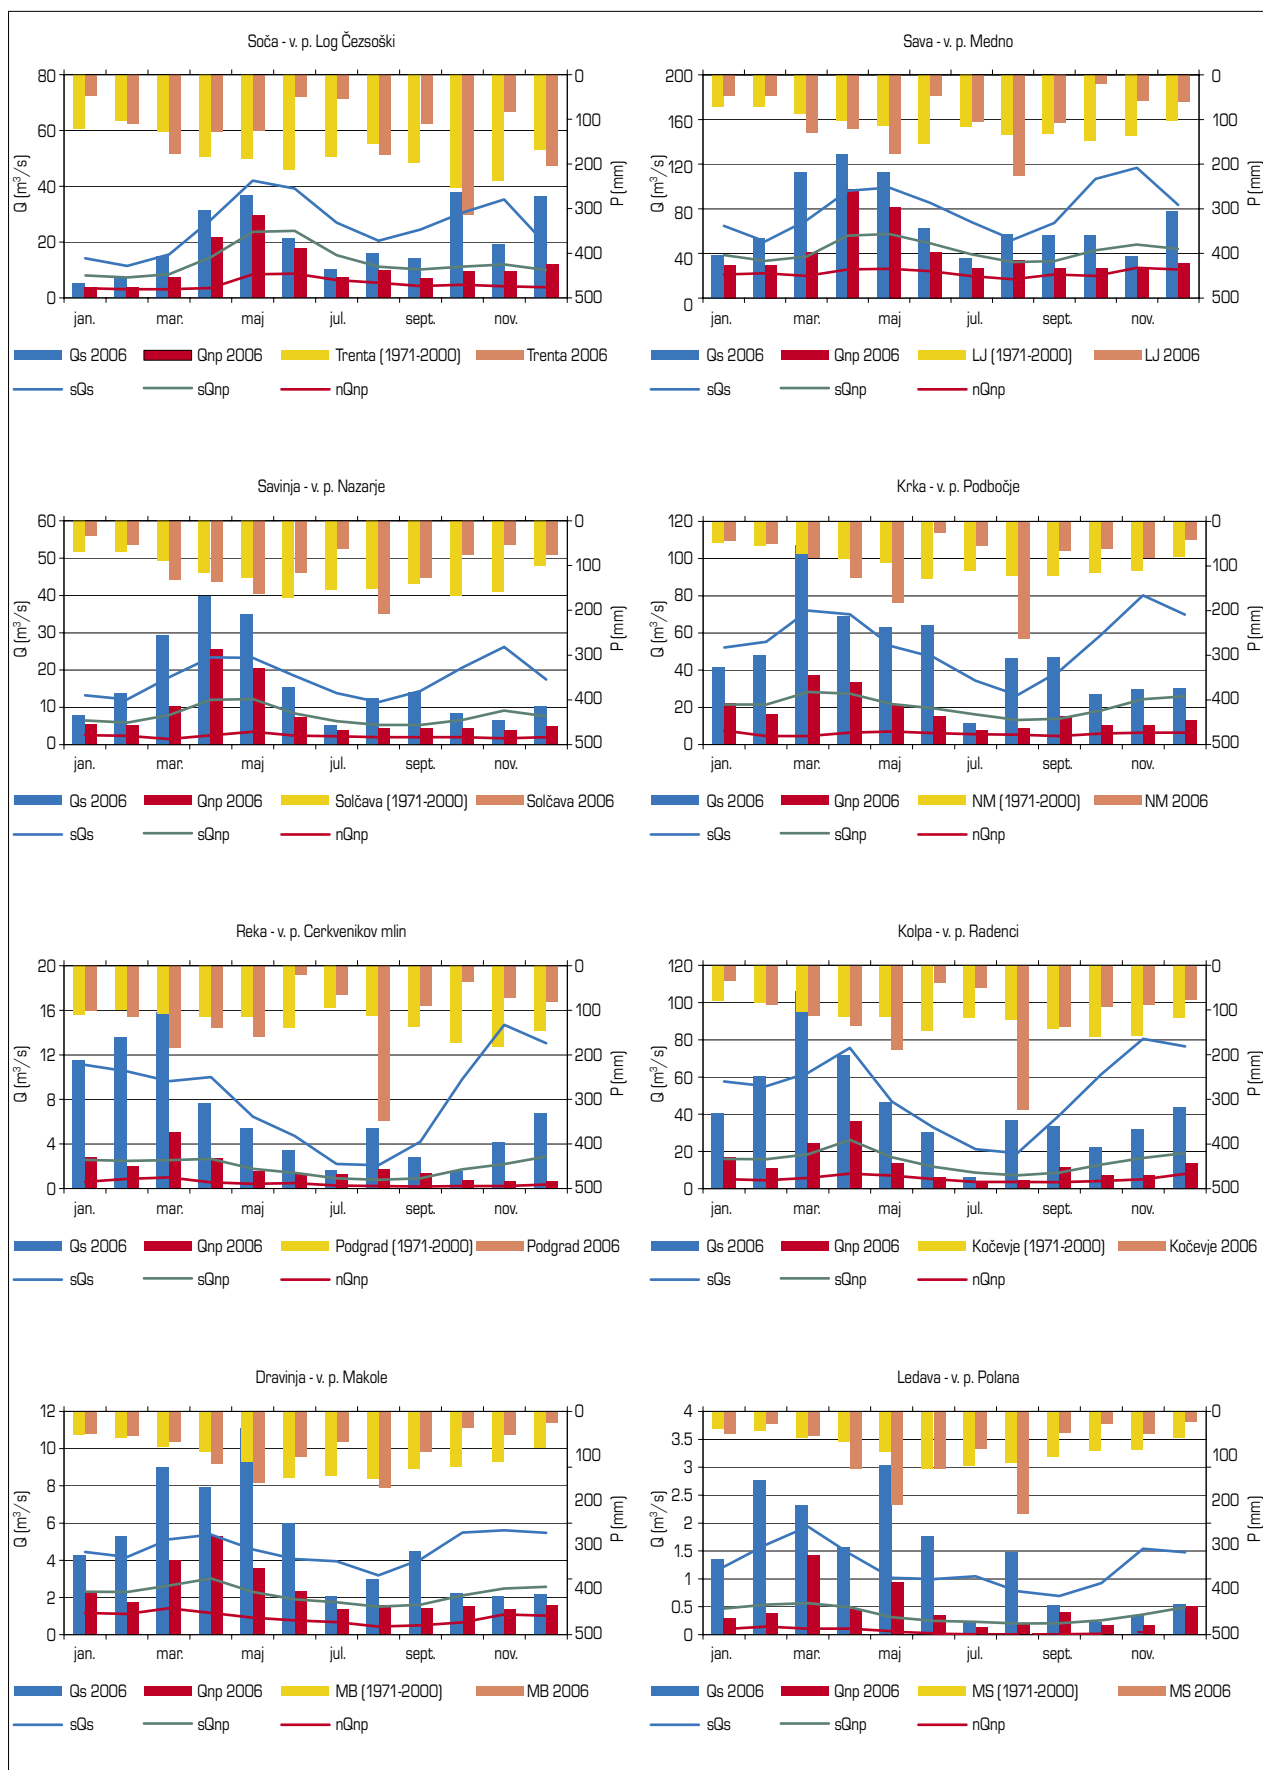 Soča - v. p. Log Čezsoški
80
60
40
20
0
Q (m³/s)
0
100
200
300
400
500
P (mm)
jan. mar. maj jul. sept. nov.
Qs 2006 Qnp 2006 Trenta (1971-2000) Trenta 2006
sQs sQnp nQnp
Sava - v. p. Medno
200
160
120
80
40
0
Q (m³/s)
0
100
200
300
400
500
P (mm)
jan. mar. maj jul. sept. nov.
Qs 2006 Qnp 2006 LJ (1971-2000) LJ 2006
sQs sQnp nQnp
Savinja - v. p. Nazarje
60
50
40
30
20
10
0
Q (m³/s)
0
100
200
300
400
500
P (mm)
jan. mar. maj jul. sept. nov.
Qs 2006 Qnp 2006 Solčava (1971-2000) Solčava 2006
sQs sQnp nQnp
Krka - v. p. Podbočje
120
100
80
60
40
20
0
Q (m³/s)
0
100
200
300
400
500
P (mm)
jan. mar. maj jul. sept. nov.
Qs 2006 Qnp 2006 NM (1971-2000) NM 2006
sQs sQnp nQnp
Reka - v. p. Cerkvenikov mlin
20
16
12
8
4
0
Q (m³/s)
0
100
200
300
400
500
P (mm)
jan. mar. maj jul. sept. nov.
Qs 2006 Qnp 2006 Podgrad (1971-2000) Podgrad 2006
sQs sQnp nQnp
Kolpa - v. p. Radenci
120
100
80
60
40
20
0
Q (m³/s)
0
100
200
300
400
500
P (mm)
jan. mar. maj jul. sept. nov.
Qs 2006 Qnp 2006 Kočevje (1971-2000) Kočevje 2006
sQs sQnp nQnp
Dravinja - v. p. Makole
12
10
8
6
4
2
0
Q (m³/s)
0
100
200
300
400
500
P (mm)
jan. mar. maj jul. sept. nov.
Qs 2006 Qnp 2006 MB (1971-2000) MB 2006
sQs sQnp nQnp
Ledava - v. p. Polana
4
3.5
3
2.5
2
1.5
1
0.5
0
Q (m³/s)
0
100
200
300
400
500
P (mm)
jan. mar. maj jul. sept. nov.
Qs 2006 Qnp 2006 MS (1971-2000) MS 2006
sQs sQnp nQnp